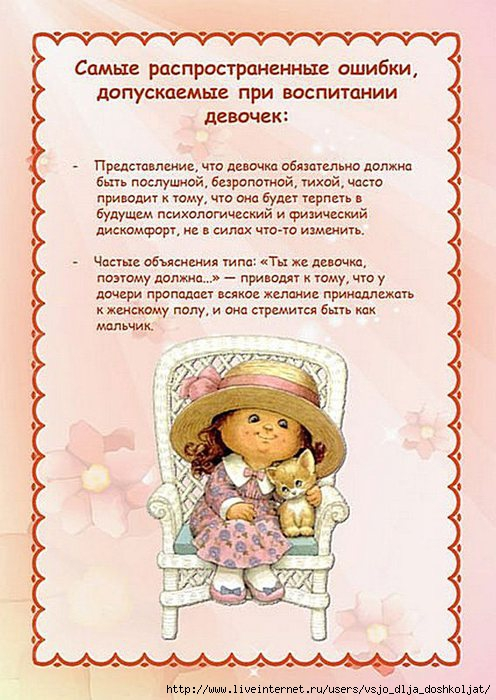 Самые распространенные ошибки,
допускаемые при воспитании
девочек:
- Представление, что девочка обязательно должна
быть послушной, безропотной, тихой, часто
приводит к тому, что она будет терпеть в
будущем психологический и физический
дискомфорт, не в силах что-то изменить.
- Частые объяснения типа: «Ты же девочка,
поэтому должна...» — приводят к тому, что у
дочери пропадает всякое желание принадлежать
к женскому полу, и она стремится быть как
мальчик.
http://www.liveinternet.ru/users/vsjo_dlja_doshkoljat/